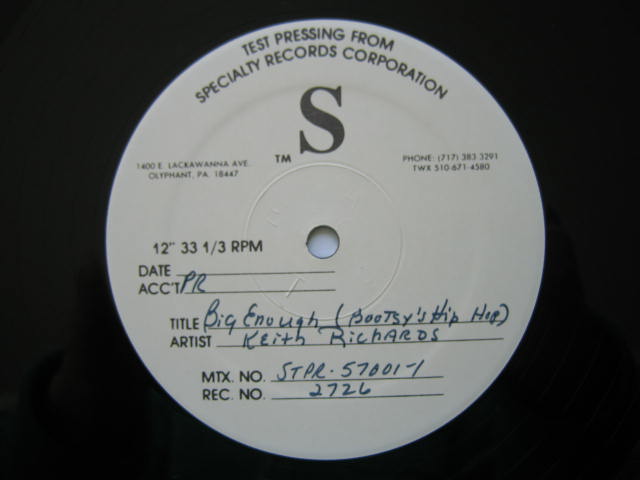 TEST PRESSING FROM
SPECIALTY RECORDS CORPORATION
S
TM
1400 E. LACKAWANNA AVE.
OLYPHANT, PA. 18447
PHONE: (717) 383 3291
TWX 510-671-4580
12" 33 1/3 RPM
DATE
ACC'T PR
TITLE Big Enough (Bootsy's Hip Hop)
ARTIST Keith Richards
MTX. NO. STPR-57001-1
REC. NO. 2726